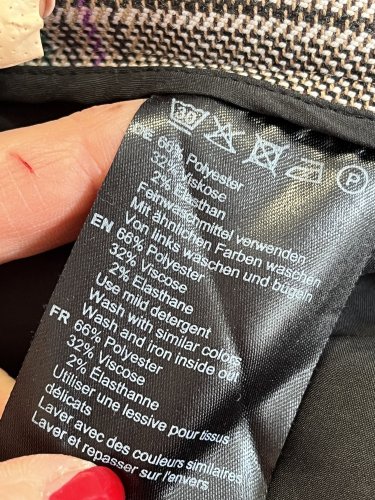 30 P
DE 66% Polyester
32% Viskose
2% Elasthan
Feinwaschmittel verwenden
Mit ähnlichen Farben waschen
Von links waschen und bügeln
EN 66% Polyester
32% Viscose
2% Elasthane
Use mild detergent
Wash with similar colors
Wash and iron inside out
FR 66% Polyester
32% Viscose
2% Élasthanne
Utiliser une lessive pour tissus
délicats
Laver avec des couleurs similaires
Laver et repasser sur l'envers